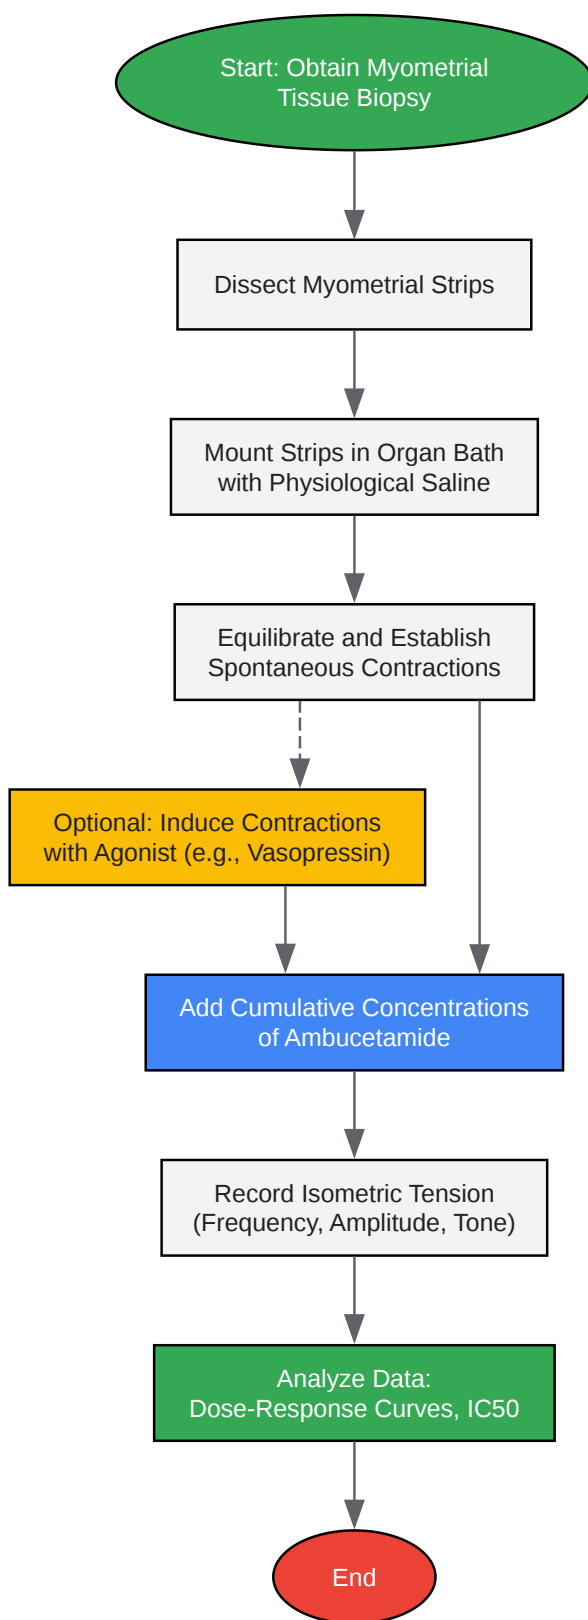 Start: Obtain Myometrial
Tissue Biopsy
Dissect Myometrial Strips
Mount Strips in Organ Bath
with Physiological Saline
Equilibrate and Establish
Spontaneous Contractions
Optional: Induce Contractions
with Agonist (e.g., Vasopressin)
Add Cumulative Concentrations
of Ambucetamide
Record Isometric Tension
(Frequency, Amplitude, Tone)
Analyze Data:
Dose-Response Curves, IC50
End